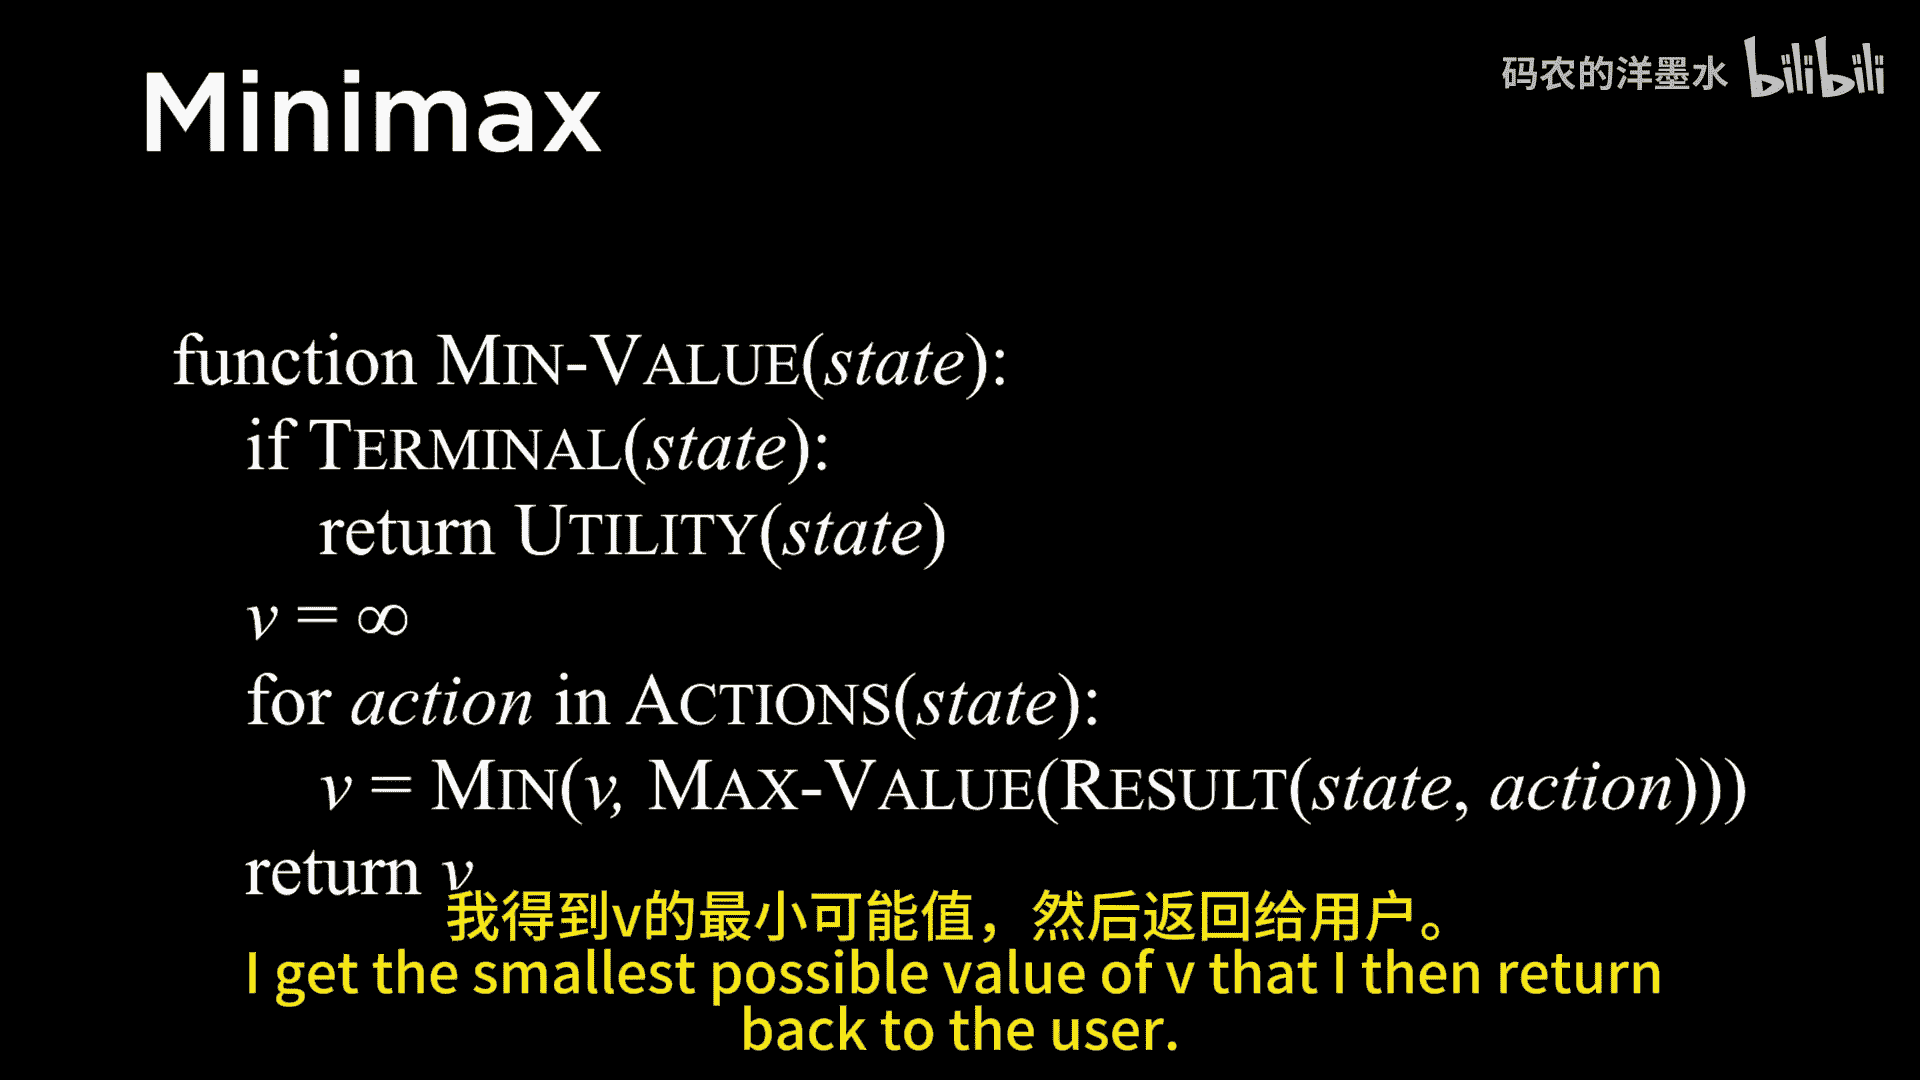 Minimax
码农的洋墨水 bilibili
function MIN-VALUE(state):
if TERMINAL(state):
return UTILITY(state)
v = ∞
for action in ACTIONS(state):
v = MIN(v, MAX-VALUE(RESULT(state, action)))
return v
我得到v的最小可能值，然后返回给用户。
I get the smallest possible value of v that I then return
back to the user.